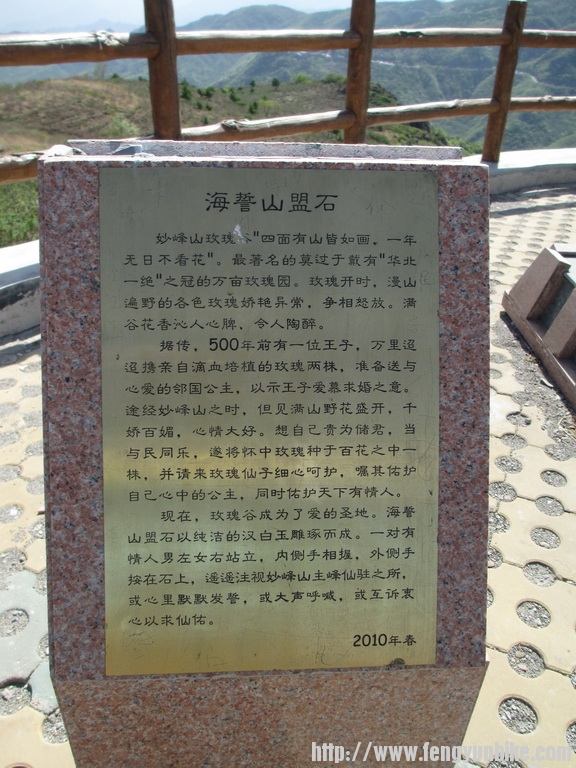 海誓山盟石
妙峰山玫瑰谷"四面有山皆如画，一年
无日不看花"。最著名的莫过于戴有"华北
一绝"之冠的万亩玫瑰园。玫瑰开时，漫山
遍野的各色玫瑰娇艳异常，争相怒放。满
谷花香沁人心脾、令人陶醉。
据传，500年前有一位王子，万里迢
迢携亲自滴血培植的玫瑰两株，准备送与
心爱的邻国公主，以示王子爱慕求婚之意。
途经妙峰山之时，但见满山野花盛开，千
娇百媚，心情大好。想自己贵为储君，当
与民同乐，遂将怀中玫瑰种于百花之中一
株，并请来玫瑰仙子细心呵护，嘱其佑护
自己心中的公主，同时佑护天下有情人。
现在，玫瑰谷成为了爱的圣地。海誓
山盟石以纯洁的汉白玉雕琢而成。一对有
情人男左女右站立，内侧手相握，外侧手
按在石上，遥遥注视妙峰山主峰仙驻之所，
或心里默默发誓，或大声呼喊，或互诉衷
心以求仙佑。
2010年春
http://www.fengyunbike.com